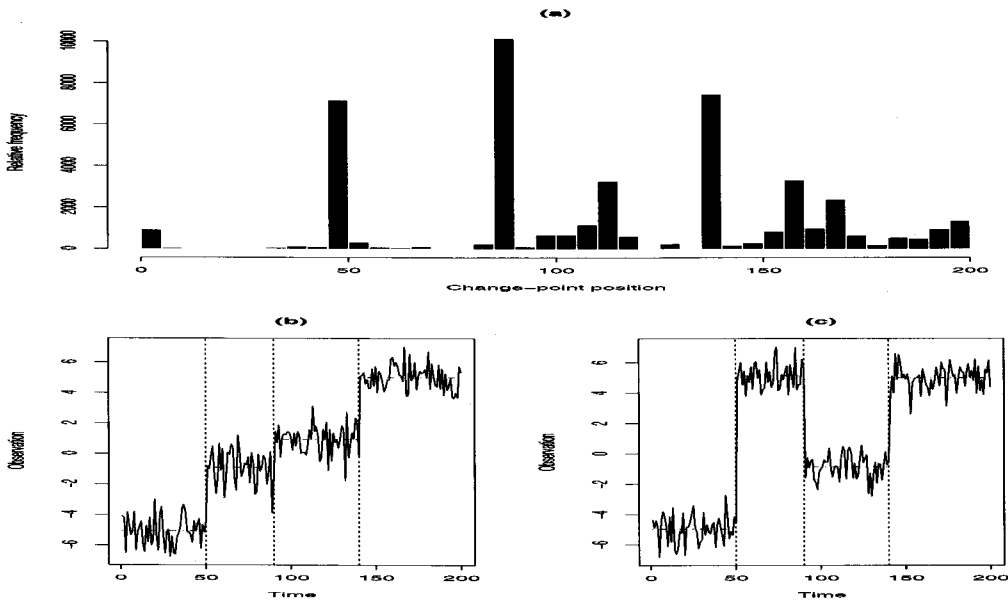 (a)
Relative frequency
10000
8000
6000
4000
2000
0
0 50 100 150 200
Change-point position
(b)
Observation
6
4
2
0
-2
-4
-6
0 50 100 150 200
Time
(c)
Observation
6
4
2
0
-2
-4
-6
0 50 100 150 200
Time